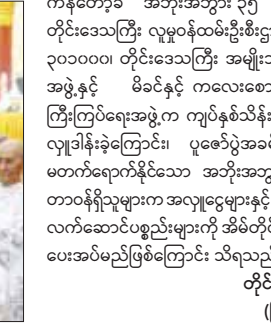 ကန်တော့ခံ အဘိုးအဘွား ၃၅
တိုင်းဒေသကြီး လူမှုဝန်ထမ်းဦးစီးဌာ
၃၀၁၀၀၀၊ တိုင်းဒေသကြီး အမျိုးသ
အဖွဲ့နှင့် မိခင်နှင့် ကလေးစော
ကြီးကြပ်ရေးအဖွဲ့က ကျပ်နှစ်သိန်း
လှူဒါန်းခဲ့ကြောင်း၊ ပူဇော်ပွဲအခမ်
မတက်ရောက်နိုင်သော အဘိုးအဘွ
တာဝန်ရှိသူများက အလှူငွေများနှင့်
လက်ဆောင်ပစ္စည်းများကို အိမ်တိုင်
ပေးအပ်မည်ဖြစ်ကြောင်း သိရသည်
တိုင်